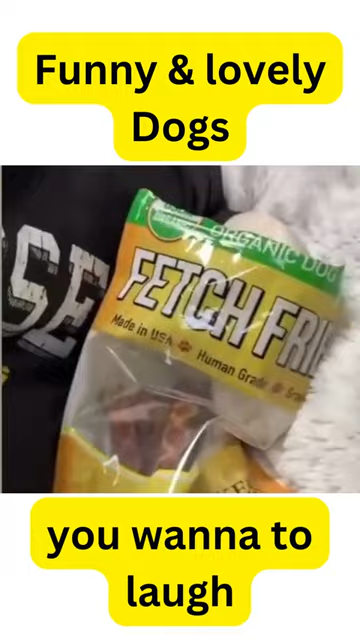 Funny & lovely
Dogs
ORGANIC DOG
FETCH FRI
Made in USA Human Grade
you wanna to
laugh